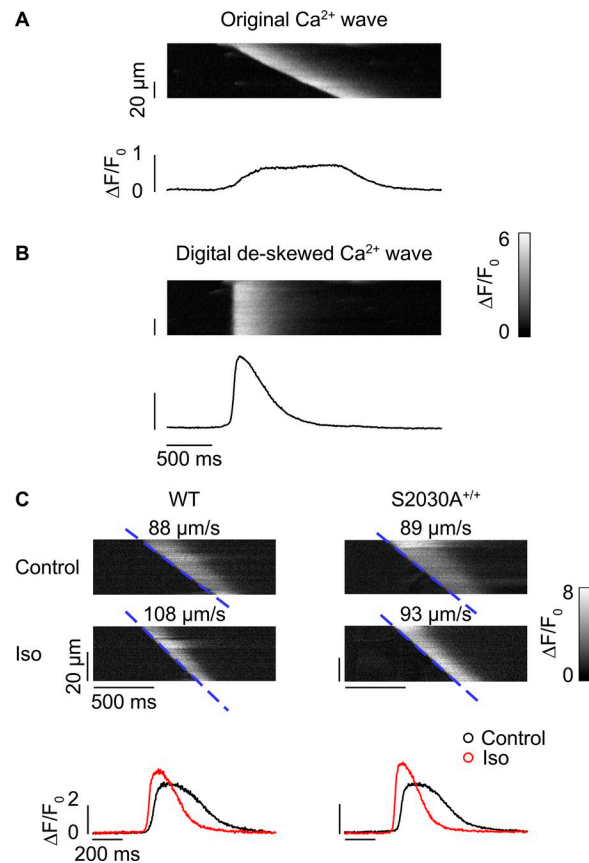 A
Original Ca²⁺ wave
20 µm
ΔF/F₀
1
0
B
Digital de-skewed Ca²⁺ wave
6
ΔF/F₀
0
500 ms
C
WT
S2030A⁺/⁺
88 µm/s
89 µm/s
Control
108 µm/s
93 µm/s
8
ΔF/F₀
0
Iso
20 µm
500 ms
Control
Iso
ΔF/F₀
2
0
200 ms